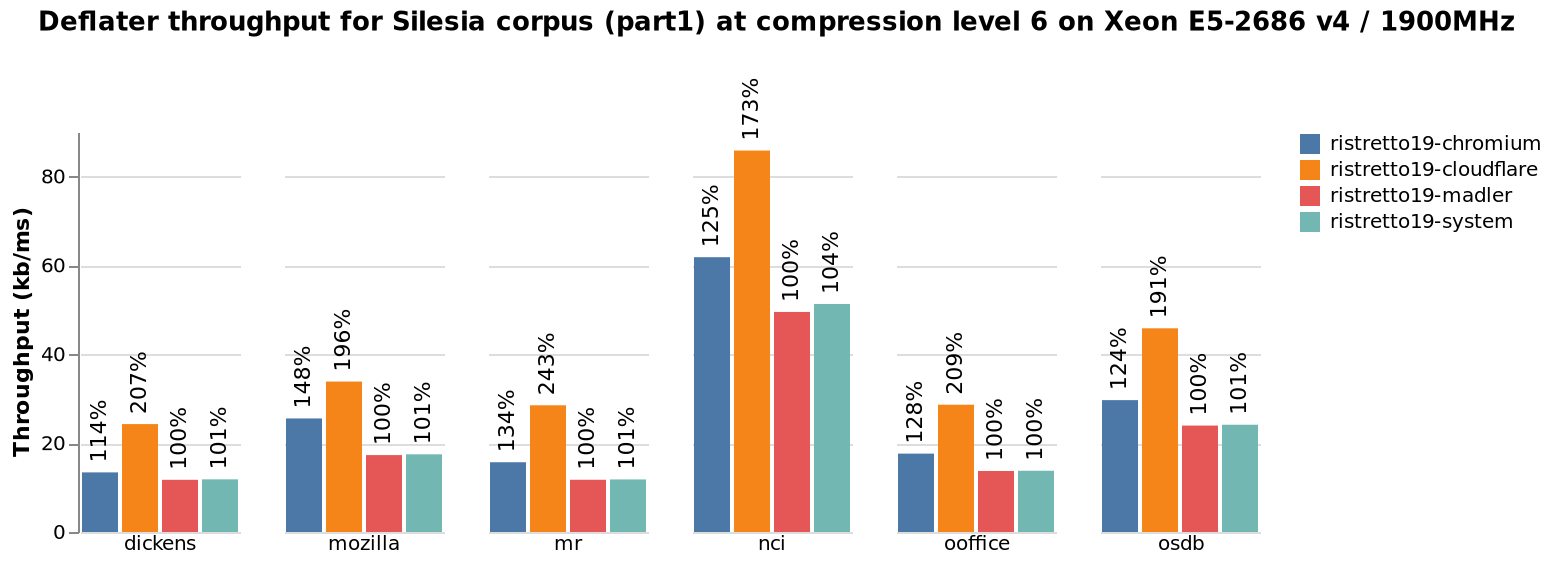 Deflater throughput for Silesia corpus (part1) at compression level 6 on Xeon E5-2686 v4 / 1900MHz
Throughput (kb/ms)
80
60
40
20
0
114%
207%
100%
101%
dickens
148%
196%
100%
101%
mozilla
134%
243%
100%
101%
mr
125%
173%
100%
104%
nci
128%
209%
100%
100%
ooffice
124%
191%
100%
101%
osdb
ristretto19-chromium
ristretto19-cloudflare
ristretto19-madler
ristretto19-system